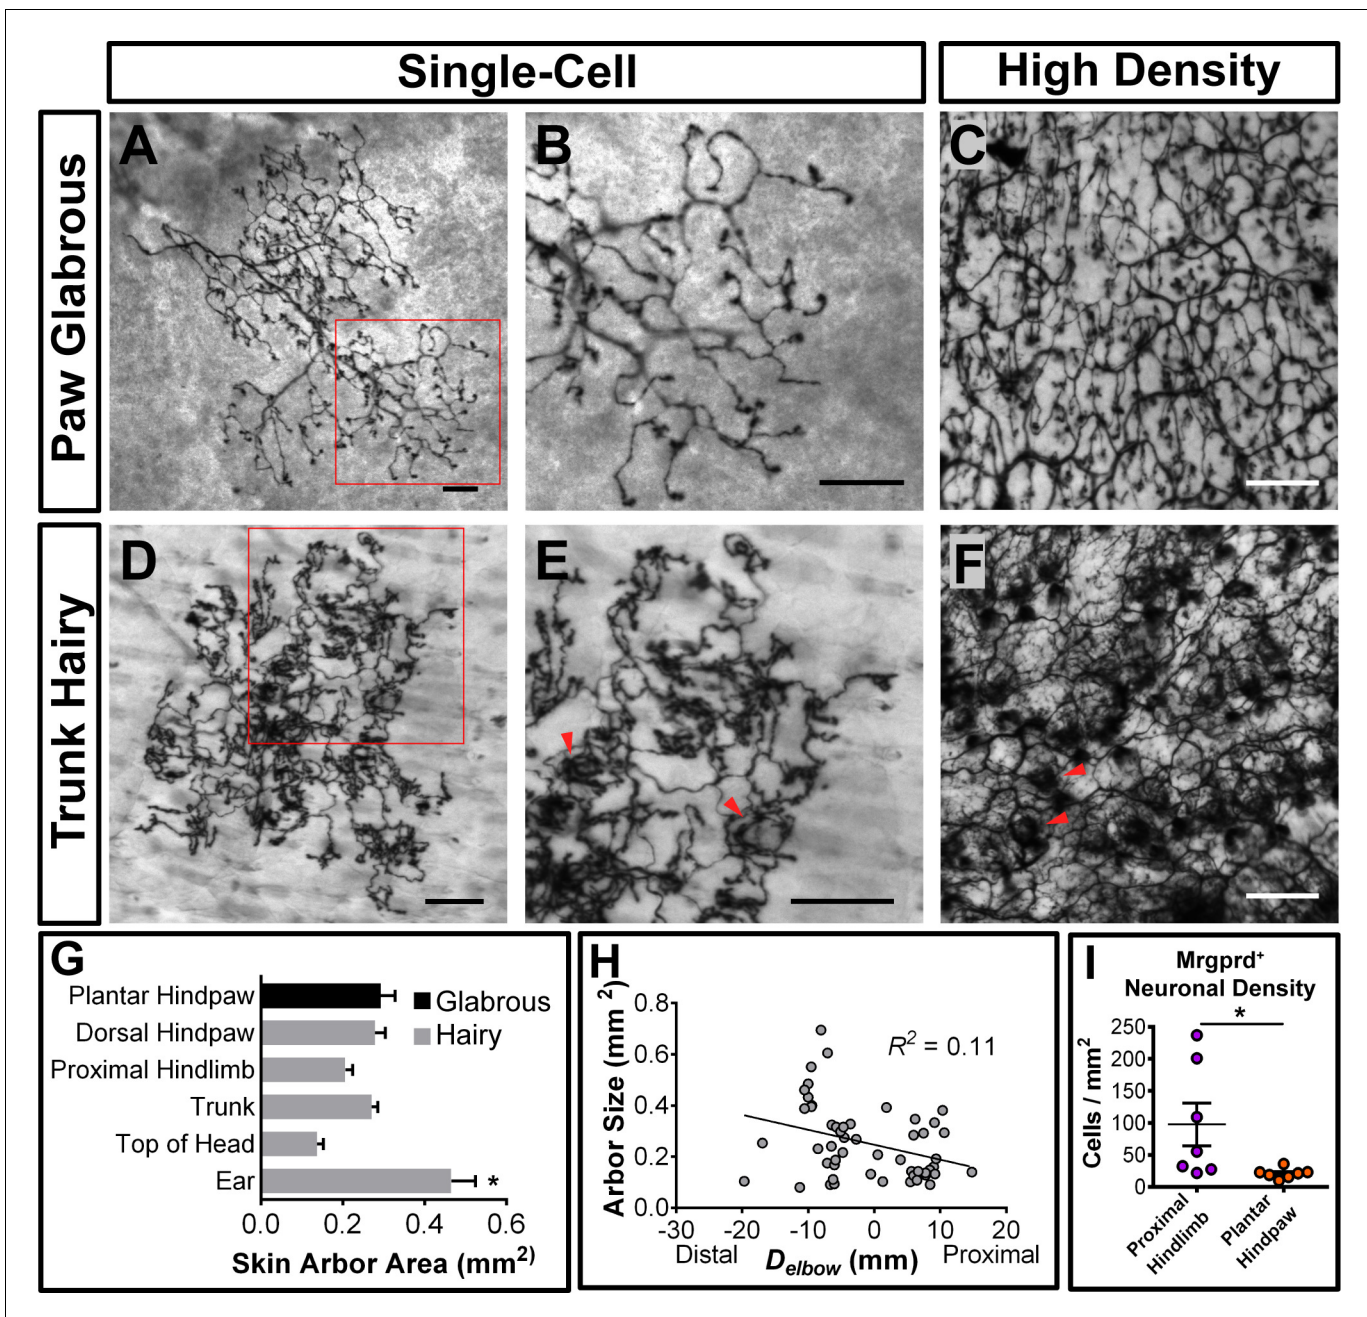 Single-Cell
High Density
Paw Glabrous
A
B
C
Trunk Hairy
D
E
F
G
Plantar Hindpaw
Dorsal Hindpaw
Proximal Hindlimb
Trunk
Top of Head
Ear
Glabrous
Hairy
*
0.0 0.2 0.4 0.6
Skin Arbor Area (mm²)
H
Arbor Size (mm ²)
0.8
0.6
0.4
0.2
0.0
R² = 0.11
-30 -20 -10 0 10 20
Distal D_elbow (mm) Proximal
I
Mrgprd⁺
Neuronal Density
*
Cells / mm²
250
200
150
100
50
0
Proximal
Hindlimb
Plantar
Hindpaw